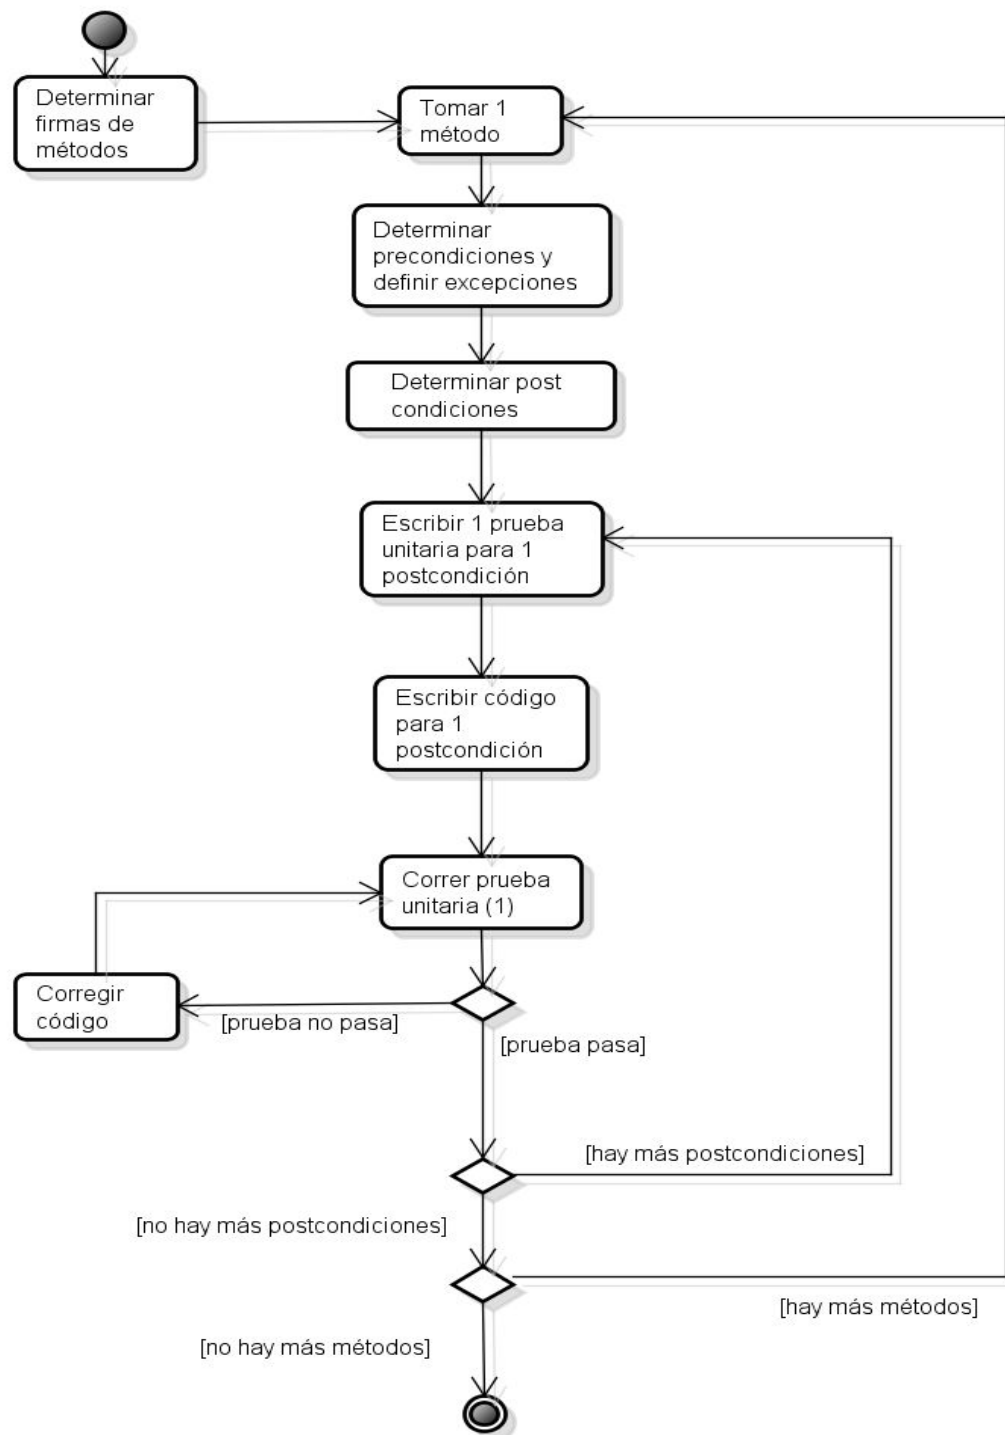 Determinar
firmas de
métodos
Tomar 1
método
Determinar
precondiciones y
definir excepciones
Determinar post
condiciones
Escribir 1 prueba
unitaria para 1
postcondición
Escribir código
para 1
postcondición
Correr prueba
unitaria (1)
Corregir
código
[prueba no pasa]
[prueba pasa]
[hay más postcondiciones]
[no hay más postcondiciones]
[hay más métodos]
[no hay más métodos]